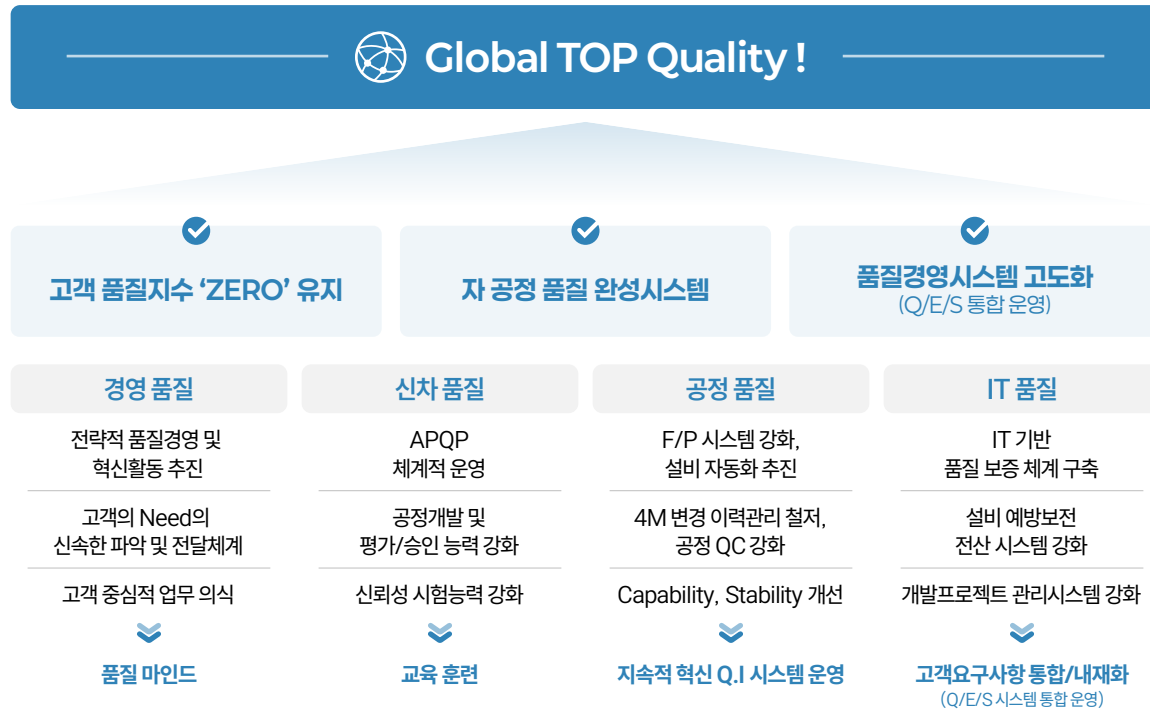 Global TOP Quality !
고객 품질지수 ‘ZERO’ 유지
자 공정 품질 완성시스템
품질경영시스템 고도화
(Q/E/S 통합 운영)
경영 품질
전략적 품질경영 및
혁신활동 추진
고객의 Need의
신속한 파악 및 전달체계
고객 중심적 업무 의식
품질 마인드
신차 품질
APQP
체계적 운영
공정개발 및
평가/승인 능력 강화
신뢰성 시험능력 강화
교육 훈련
공정 품질
F/P 시스템 강화,
설비 자동화 추진
4M 변경 이력관리 철저,
공정 QC 강화
Capability, Stability 개선
지속적 혁신 Q.I 시스템 운영
IT 품질
IT 기반
품질 보증 체계 구축
설비 예방보전
전산 시스템 강화
개발프로젝트 관리시스템 강화
고객요구사항 통합/내재화
(Q/E/S 시스템 통합 운영)